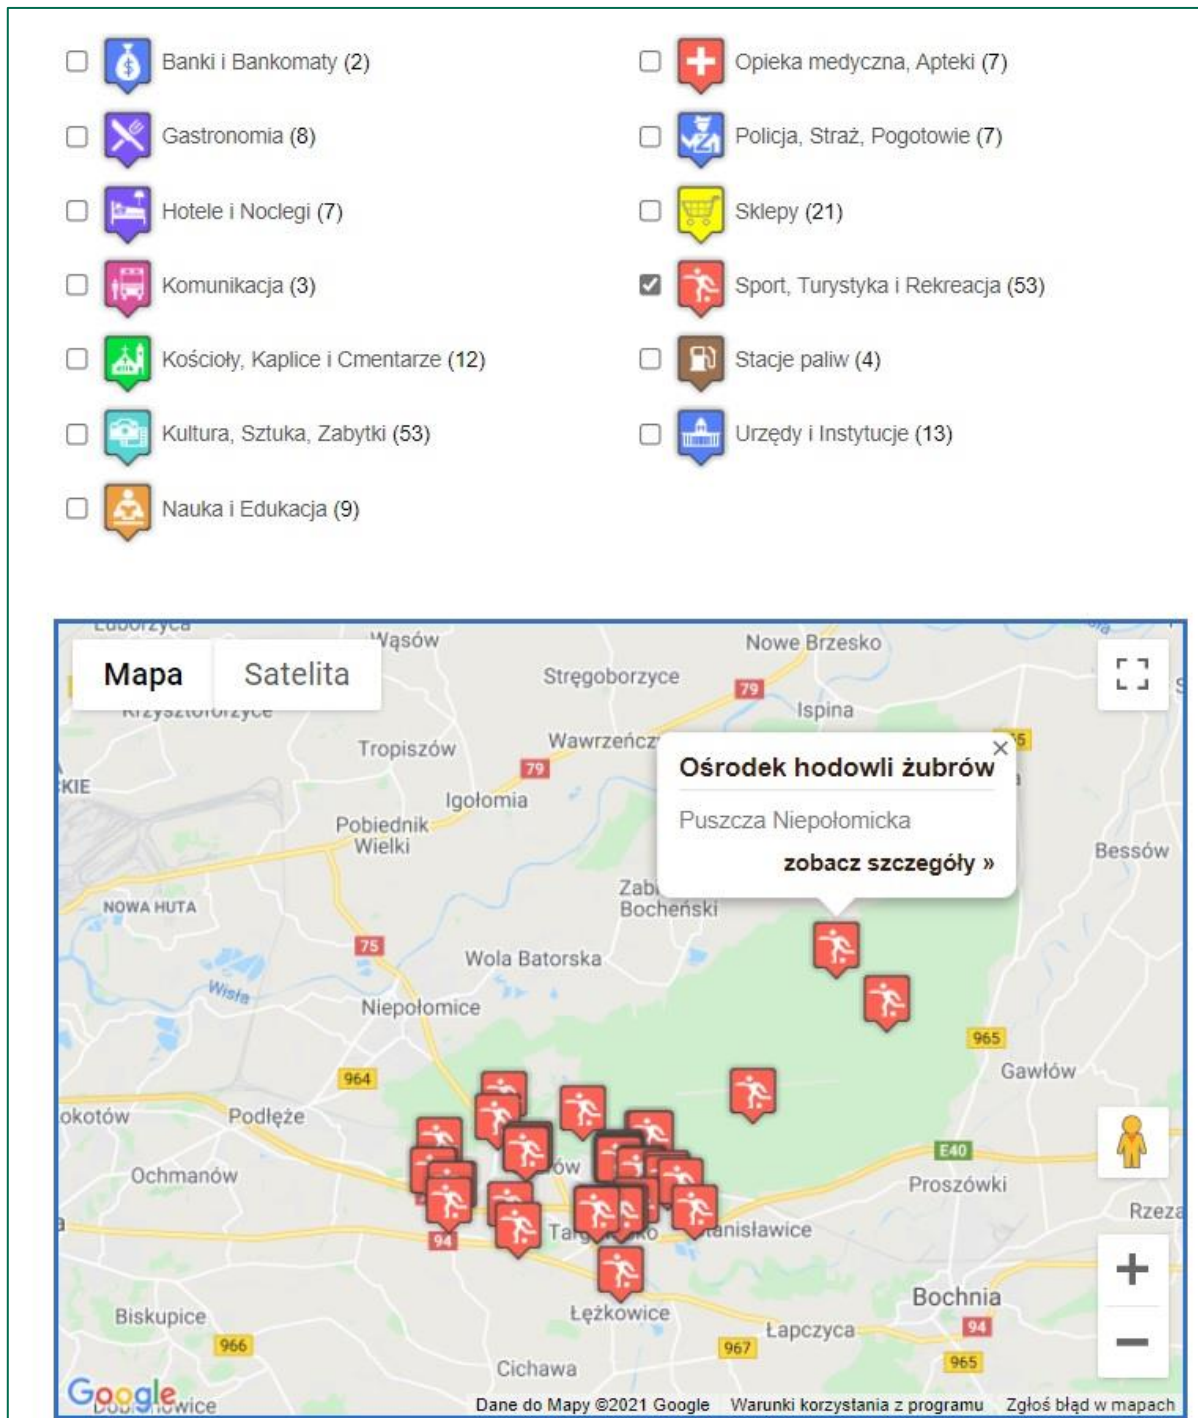 Banki i Bankomaty (2)
Opieka medyczna, Apteki (7)
Gastronomia (8)
Policja, Straż, Pogotowie (7)
Hotele i Noclegi (7)
Sklepy (21)
Komunikacja (3)
Sport, Turystyka i Rekreacja (53)
Kościoły, Kaplice i Cmentarze (12)
Stacje paliw (4)
Kultura, Sztuka, Zabytki (53)
Urzędy i Instytucje (13)
Nauka i Edukacja (9)
Wąsów
Nowe Brzesko
Mapa
Satelita
Stręgoborzyce
79
Ispina
Tropiszów
79
Igołomia
Ośrodek hodowli żubrów
Puszcza Niepołomicka
zobacz szczegóły »
Pobiednik
Wielki
Bessów
NOWA HUTA
Bocheński
75
Wola Batorska
Wisła
Niepołomice
965
964
Gawłów
Podłęże
E40
Ochmanów
Proszówki
94
Bochnia
Biskupice
Łężkowice
Łapczyca
94
966
967
965
Cichawa
Google
Dane do Mapy ©2021 Google
Warunki korzystania z programu
Zgłoś błąd w mapach